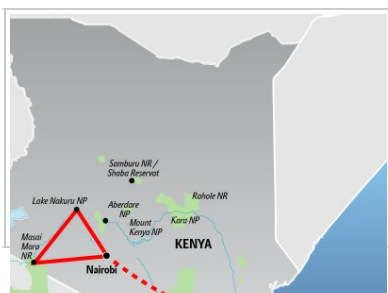 Samburu NR /
Shaba Reservat
Lake Nakuru NP
Aberdare
NP
Rahole NR
Mount
Kenya NP
Kora NP
Masai
Mara
NR
KENYA
Nairobi